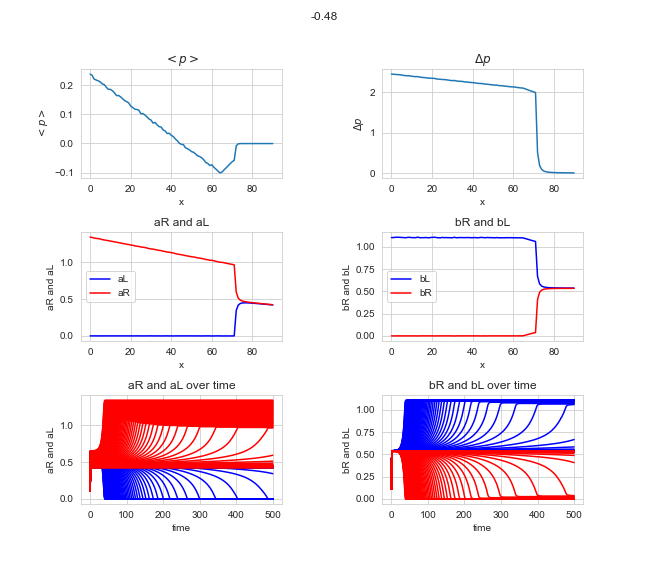 -0.48
< p >
Δp
< p >
0.2
0.1
0.0
−0.1
0 20 40 60 80
x
Δp
2
1
0
0 20 40 60 80
x
aR and aL
bR and bL
aR and aL
1.0
0.5
0.0
aL
aR
0 20 40 60 80
x
bR and bL
1.00
0.75
0.50
0.25
0.00
bL
bR
0 20 40 60 80
x
aR and aL over time
bR and bL over time
aR and aL
1.0
0.5
0.0
0 100 200 300 400 500
time
bR and bL
1.00
0.75
0.50
0.25
0.00
0 100 200 300 400 500
time